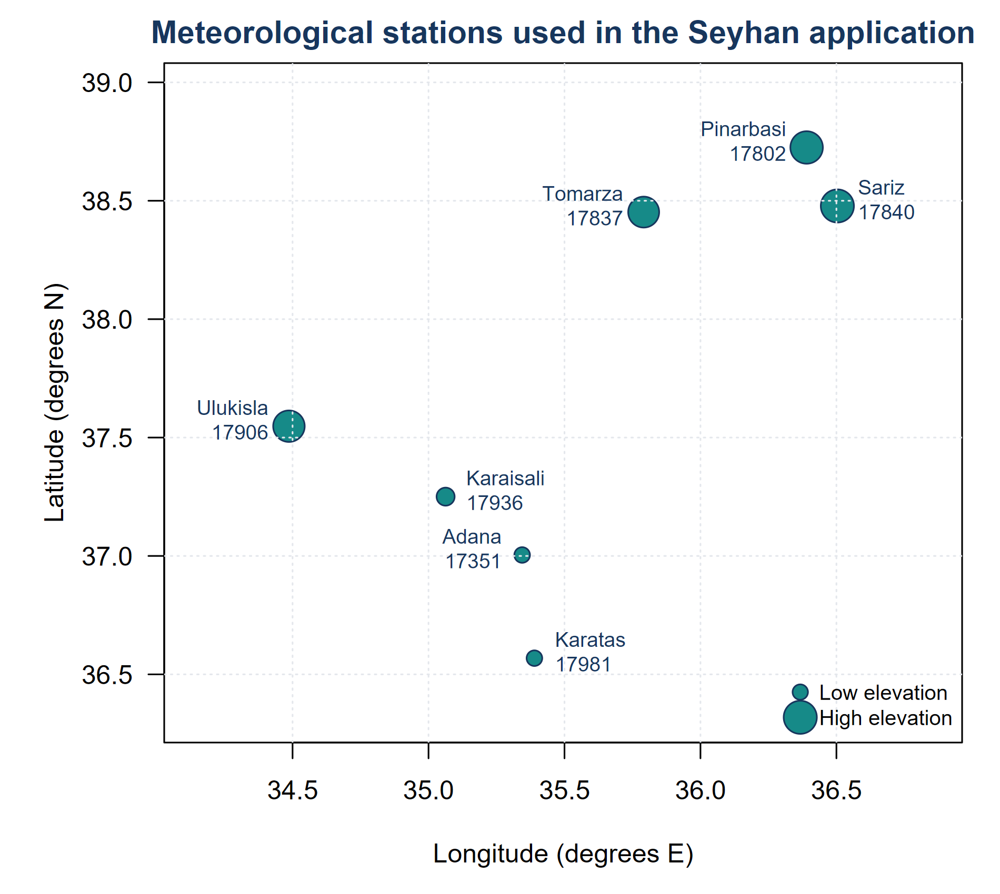 Meteorological stations used in the Seyhan application
39.0
38.5
38.0
37.5
37.0
36.5
Latitude (degrees N)
Pinarbasi
17802
Sariz
17840
Tomarza
17837
Ulukisla
17906
Karaisali
17936
Adana
17351
Karatas
17981
Low elevation
High elevation
34.5
35.0
35.5
36.0
36.5
Longitude (degrees E)